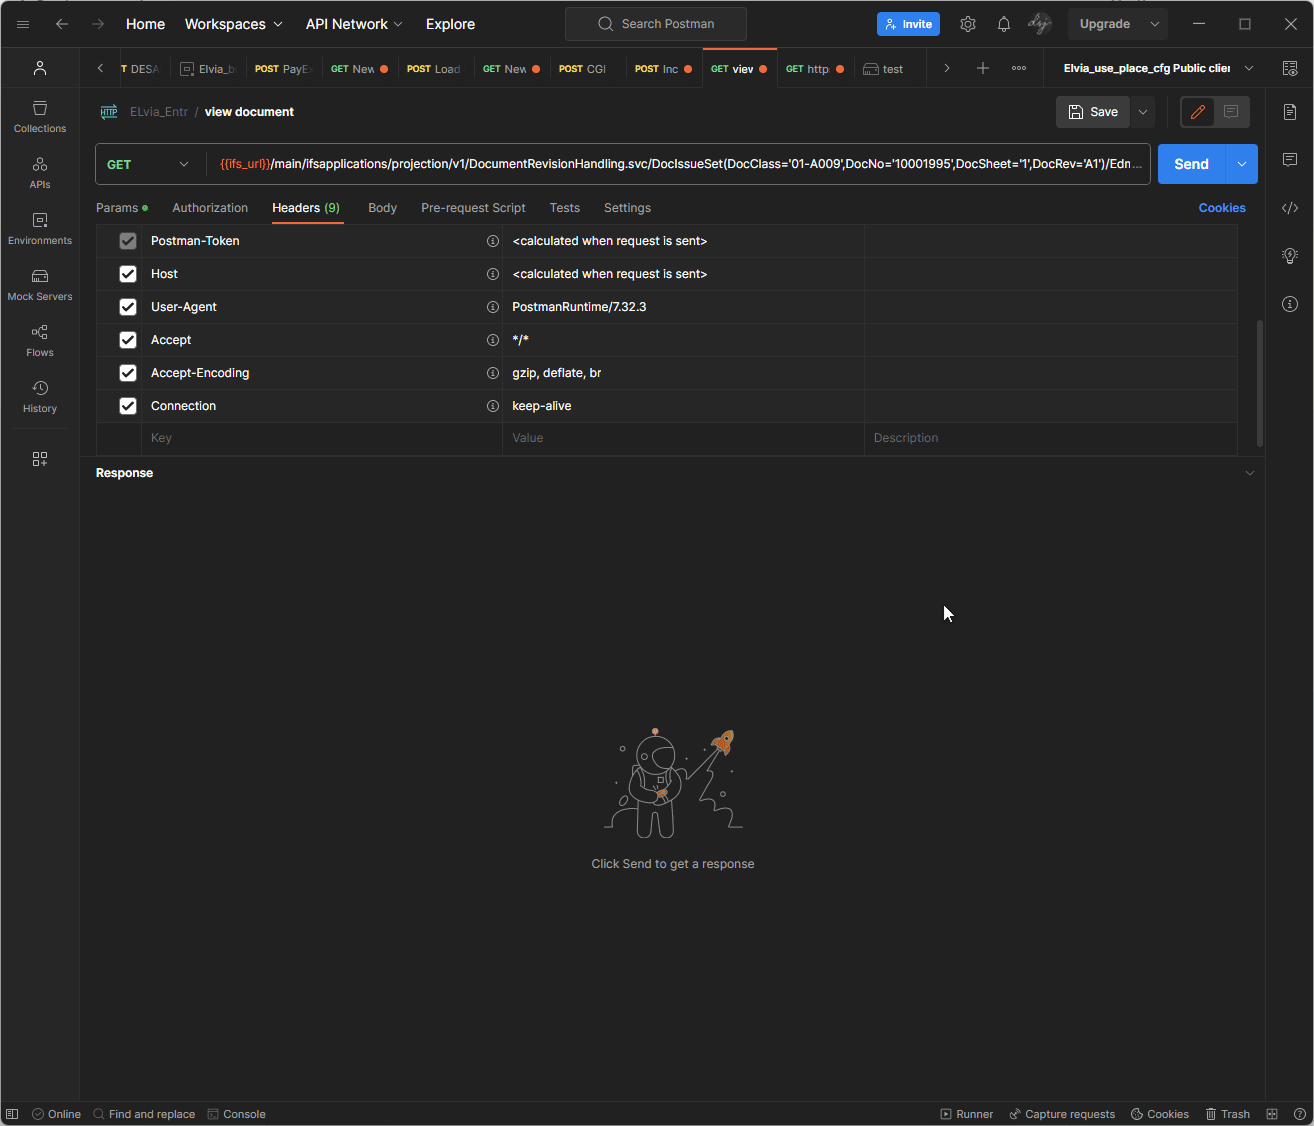 Home Workspaces API Network Explore Search Postman Invite Upgrade
T DESA Elvia_b POST PayEx GET New POST Load GET New POST CGI POST Inc GET view GET http: test Elvia_use_place_cfg Public clier
HTTP ELvia_Entr / view document Save
GET {{ifs_url}}/main/ifsapplications/projection/v1/DocumentRevisionHandling.svc/DocIssueSet(DocClass='01-A009',DocNo='10001995',DocSheet='1',DocRev='A1')/Edn... Send
Params Authorization Headers (9) Body Pre-request Script Tests Settings Cookies
Postman-Token <calculated when request is sent>
Host <calculated when request is sent>
User-Agent PostmanRuntime/7.32.3
Accept */*
Accept-Encoding gzip, deflate, br
Connection keep-alive
Key Value Description
Collections
APIs
Environments
Mock Servers
Flows
History
Response
Click Send to get a response
Online Find and replace Console Runner Capture requests Cookies Trash